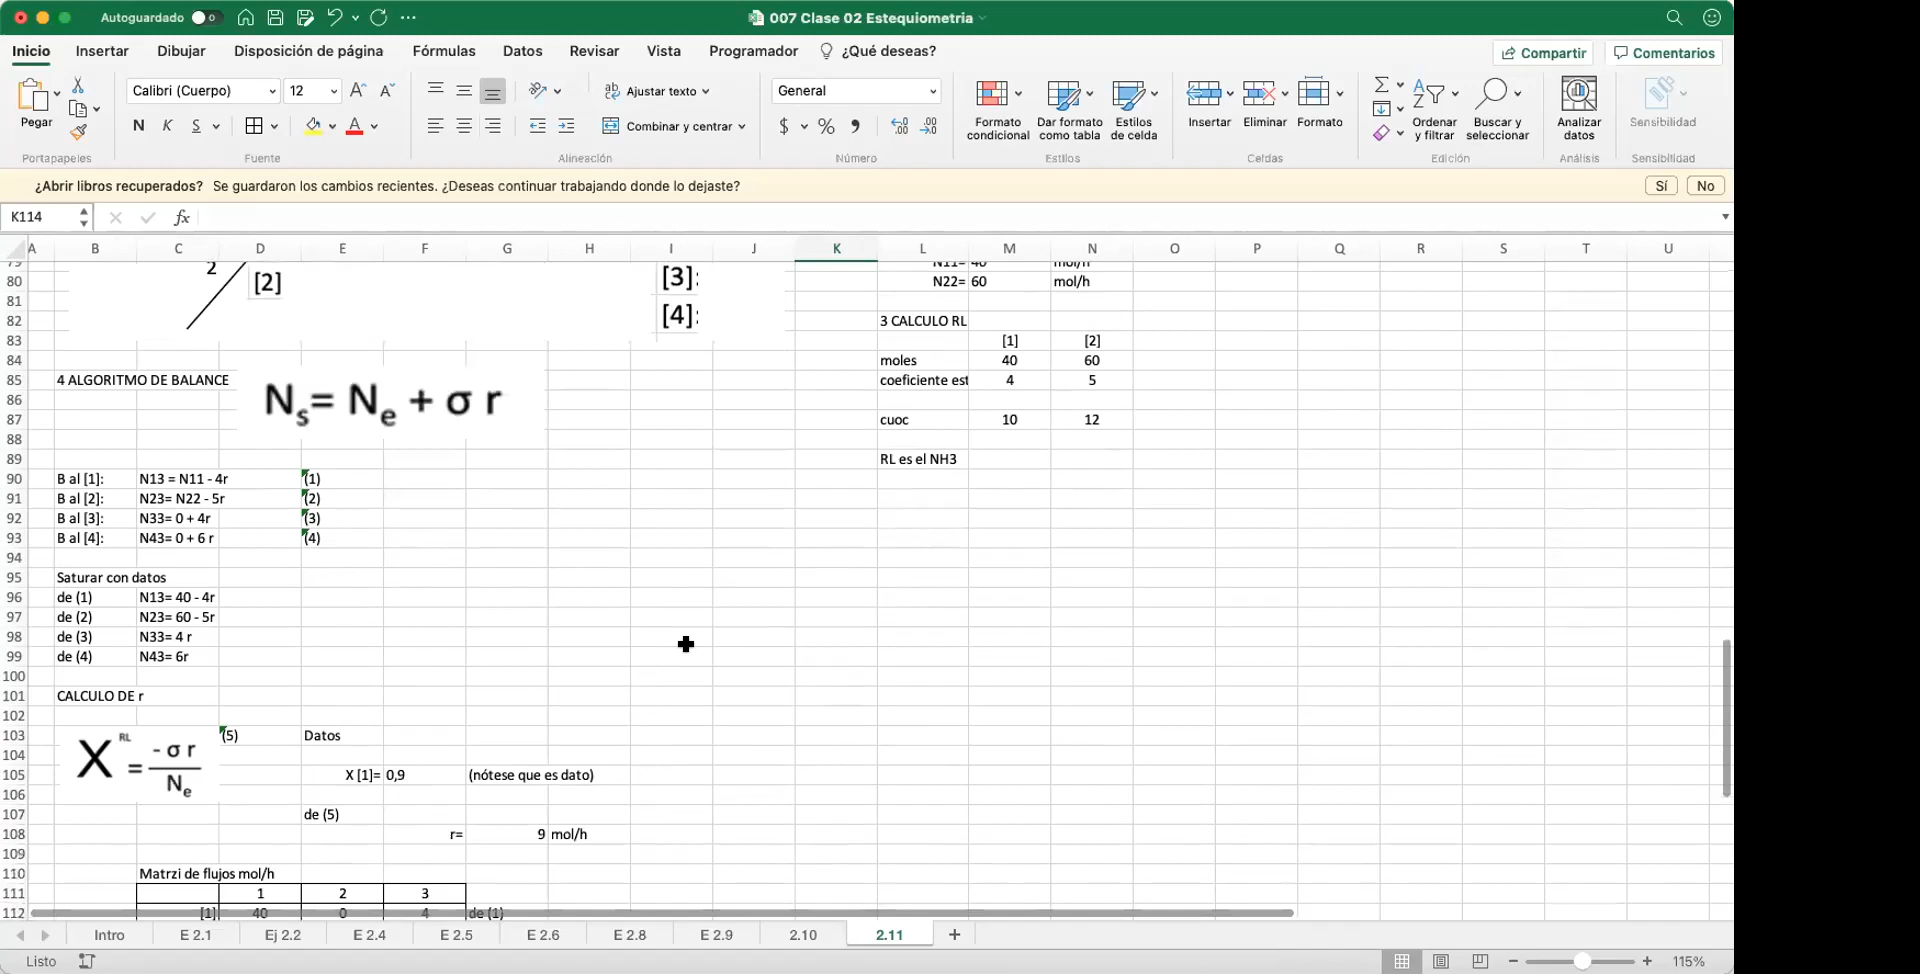 Autoguardado
007 Clase 02 Estequiometria
Inicio Insertar Dibujar Disposición de página Fórmulas Datos Revisar Vista Programador ¿Qué deseas? Compartir Comentarios
Pegar
Calibri (Cuerpo) 12 A^ A˅
N K S A
Ajustar texto
Combinar y centrar
General
$ %
Formato condicional
Dar formato como tabla
Estilos de celda
Insertar
Eliminar
Formato
Ordenar y filtrar
Buscar y seleccionar
Analizar datos
Sensibilidad
Portapapeles Fuente Alineación Número Estilos Celdas Edición Análisis Sensibilidad
¿Abrir libros recuperados? Se guardaron los cambios recientes. ¿Deseas continuar trabajando donde lo dejaste? Sí No
K114 fx
A B C D E F G H I J K L M N O P Q R S T U
79 2 N11= 40 mol/h
80 [2] [3]: N22= 60 mol/h
81
82 [4]: 3 CALCULO RL
83 [1] [2]
84 moles 40 60
85 4 ALGORITMO DE BALANCE coeficiente est 4 5
86 Ns= Ne + σ r
87 cuoc 10 12
88
89 RL es el NH3
90 B al [1]: N13 = N11 - 4r (1)
91 B al [2]: N23= N22 - 5r (2)
92 B al [3]: N33= 0 + 4r (3)
93 B al [4]: N43= 0 + 6 r (4)
94
95 Saturar con datos
96 de (1) N13= 40 - 4r
97 de (2) N23= 60 - 5r
98 de (3) N33= 4 r
99 de (4) N43= 6r
100
101 CALCULO DE r
102
103 (5) Datos
104 X RL = - σ r / Ne
105 X [1]= 0,9 (nótese que es dato)
106
107 de (5)
108 r= 9 mol/h
109
110 Matrzi de flujos mol/h
111 1 2 3
112 [1] 40 0 4 de (1)
Intro E 2.1 Ej 2.2 E 2.4 E 2.5 E 2.6 E 2.8 E 2.9 2.10 2.11 +
Listo 115%